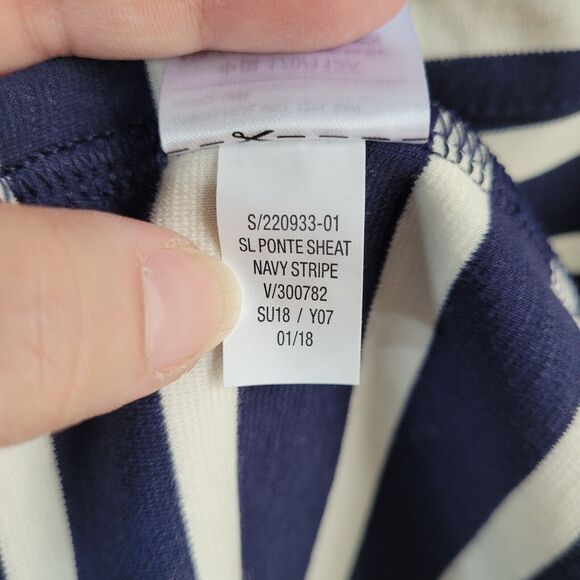 S/220933-01
SL PONTE SHEAT
NAVY STRIPE
V/300782
SU18 / Y07
01/18